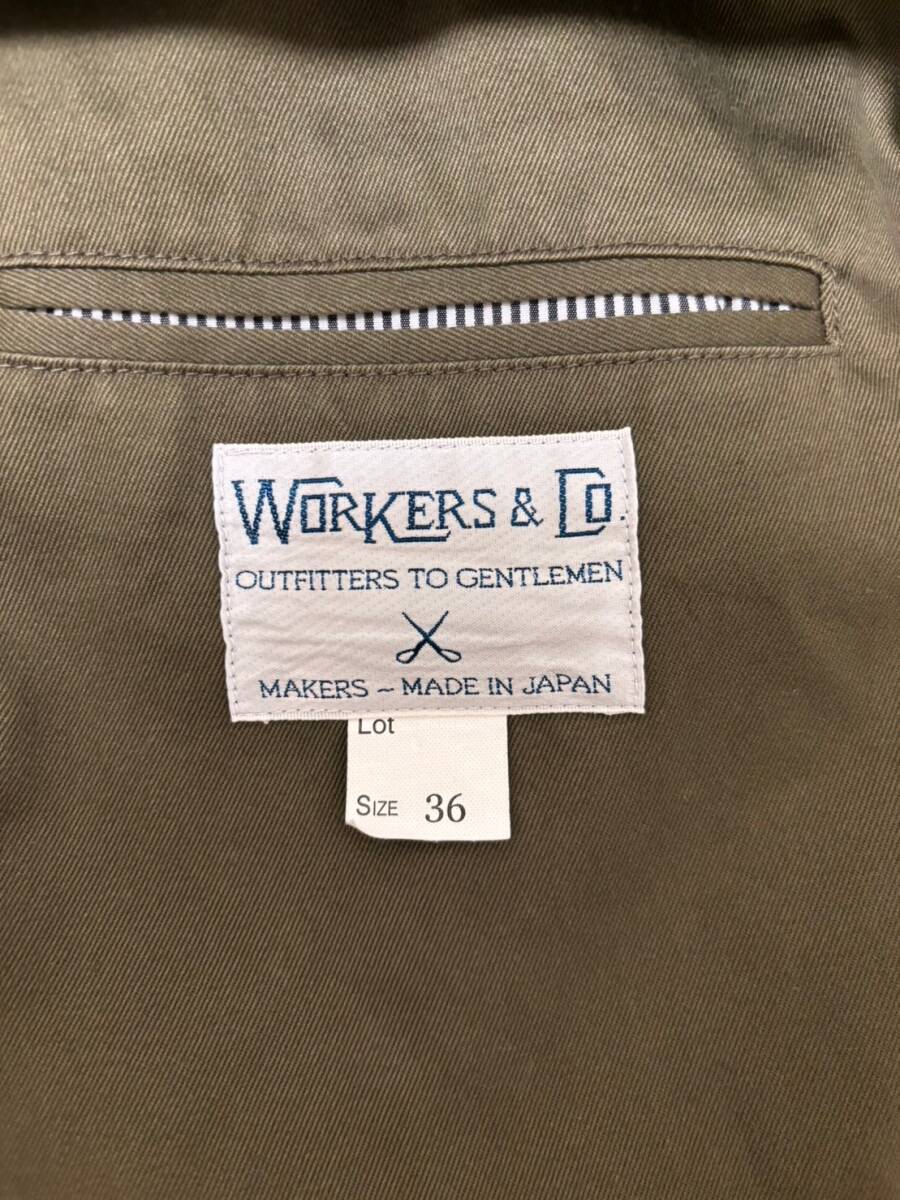 WORKERS & CO.
OUTFITTERS TO GENTLEMEN
MAKERS ~ MADE IN JAPAN
Lot
SIZE 36